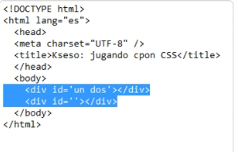 <!DOCTYPE html>
<html lang="es">
<head>
<meta charset="UTF-8" />
<title>Kseso: jugando cpon CSS</title>
</head>
<body>
<div id='un dos'></div>
<div id=''></div>
</body>
</html>